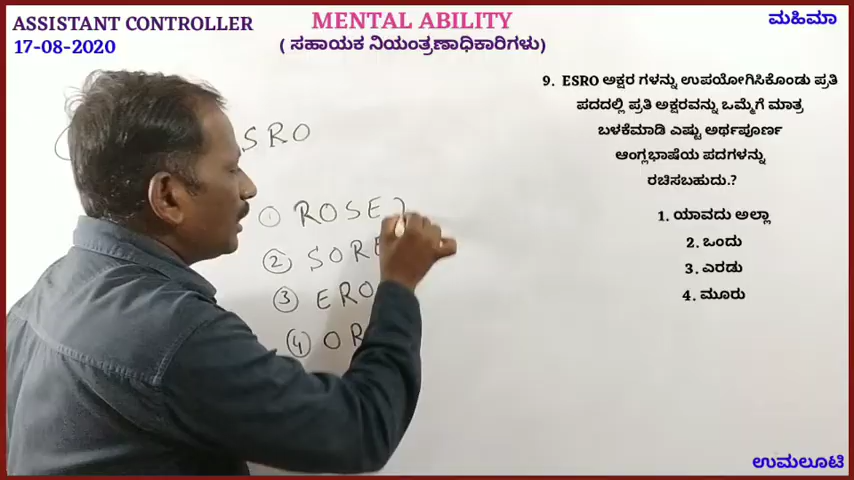 ASSISTANT CONTROLLER
17-08-2020
MENTAL ABILITY
( ಸಹಾಯಕ ನಿಯಂತ್ರಣಾಧಿಕಾರಿಗಳು)
ಮಹಿಮಾ
9. ESRO ಅಕ್ಷರ ಗಳನ್ನು ಉಪಯೋಗಿಸಿಕೊಂಡು ಪ್ರತಿ
ಪದದಲ್ಲಿ ಪ್ರತಿ ಅಕ್ಷರವನ್ನು ಒಮ್ಮೆಗೆ ಮಾತ್ರ
ಬಳಕೆಮಾಡಿ ಎಷ್ಟು ಅರ್ಥಪೂರ್ಣ
ಆಂಗ್ಲಭಾಷೆಯ ಪದಗಳನ್ನು
ರಚಿಸಬಹುದು.?
1. ಯಾವದು ಅಲ್ಲಾ
2. ಒಂದು
3. ಎರಡು
4. ಮೂರು
SRO
① ROSE
② SORE
③ ERO
④ OR
ಉಮಲೂಟಿ